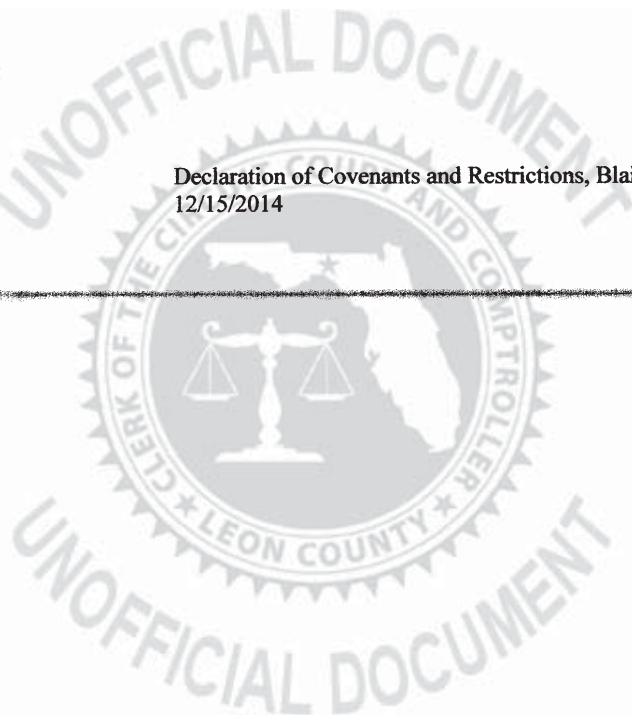 UNOFFICIAL DOCUMENT
Declaration of Covenants and Restrictions,
12/15/2014
CLERK OF THE CIRCUIT COURT AND COMPTROLLER
LEON COUNTY
UNOFFICIAL DOCUMENT